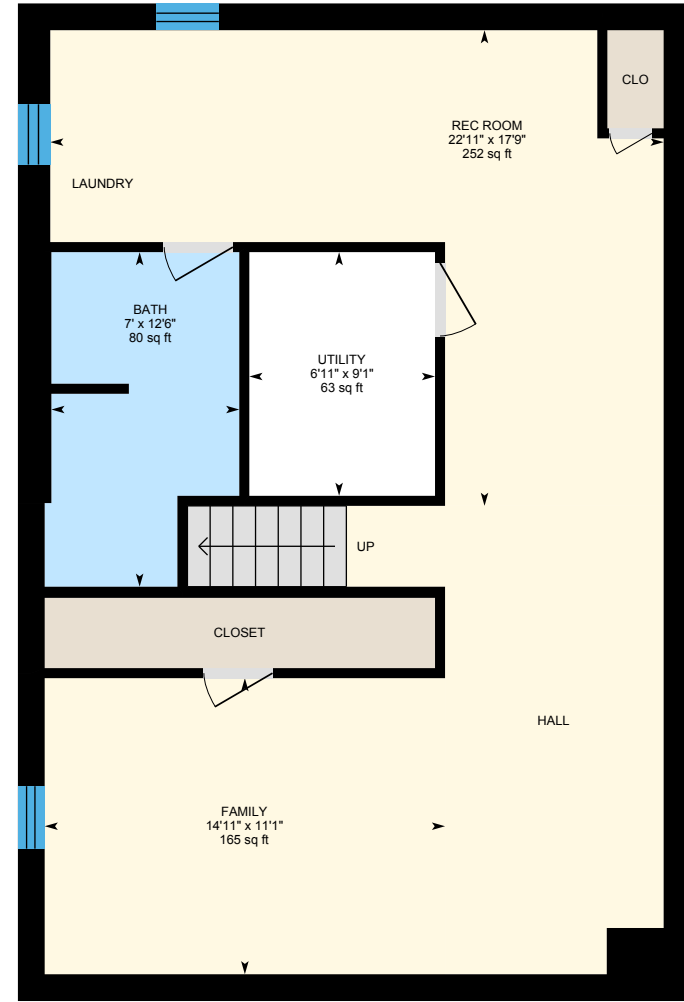 CLO
REC ROOM
22'11" x 17'9"
252 sq ft
LAUNDRY
BATH
7' x 12'6"
80 sq ft
UTILITY
6'11" x 9'1"
63 sq ft
UP
CLOSET
HALL
FAMILY
14'11" x 11'1"
165 sq ft